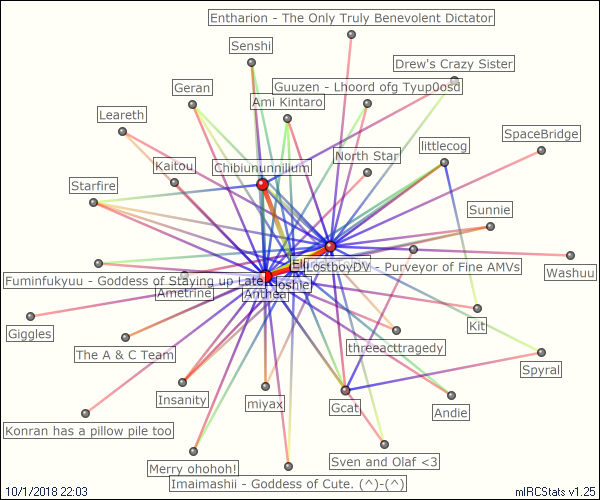 Entharion - The Only Truly Benevolent Dictator
Senshi
Drew's Crazy Sister
Geran
Guuzen - Lhoord ofg Tyup0osd
Ami Kintaro
Leareth
SpaceBridge
littlecog
North Star
Kaitou
Chibiununnilium
Starfire
Sunnie
LostboyDV - Purveyor of Fine AMVs
Washuu
Fuminfukyuu - Goddess of Staying up Late
Ametrine
Anthea
Joshie
Giggles
Kit
The A & C Team
threeacttragedy
Spyral
Insanity
miyax
Gcat
Andie
Konran has a pillow pile too
Merry ohohoh!
Sven and Olaf <3
Imaimashii - Goddess of Cute. (^)-(^)
10/1/2018 22:03
mIRCStats v1.25